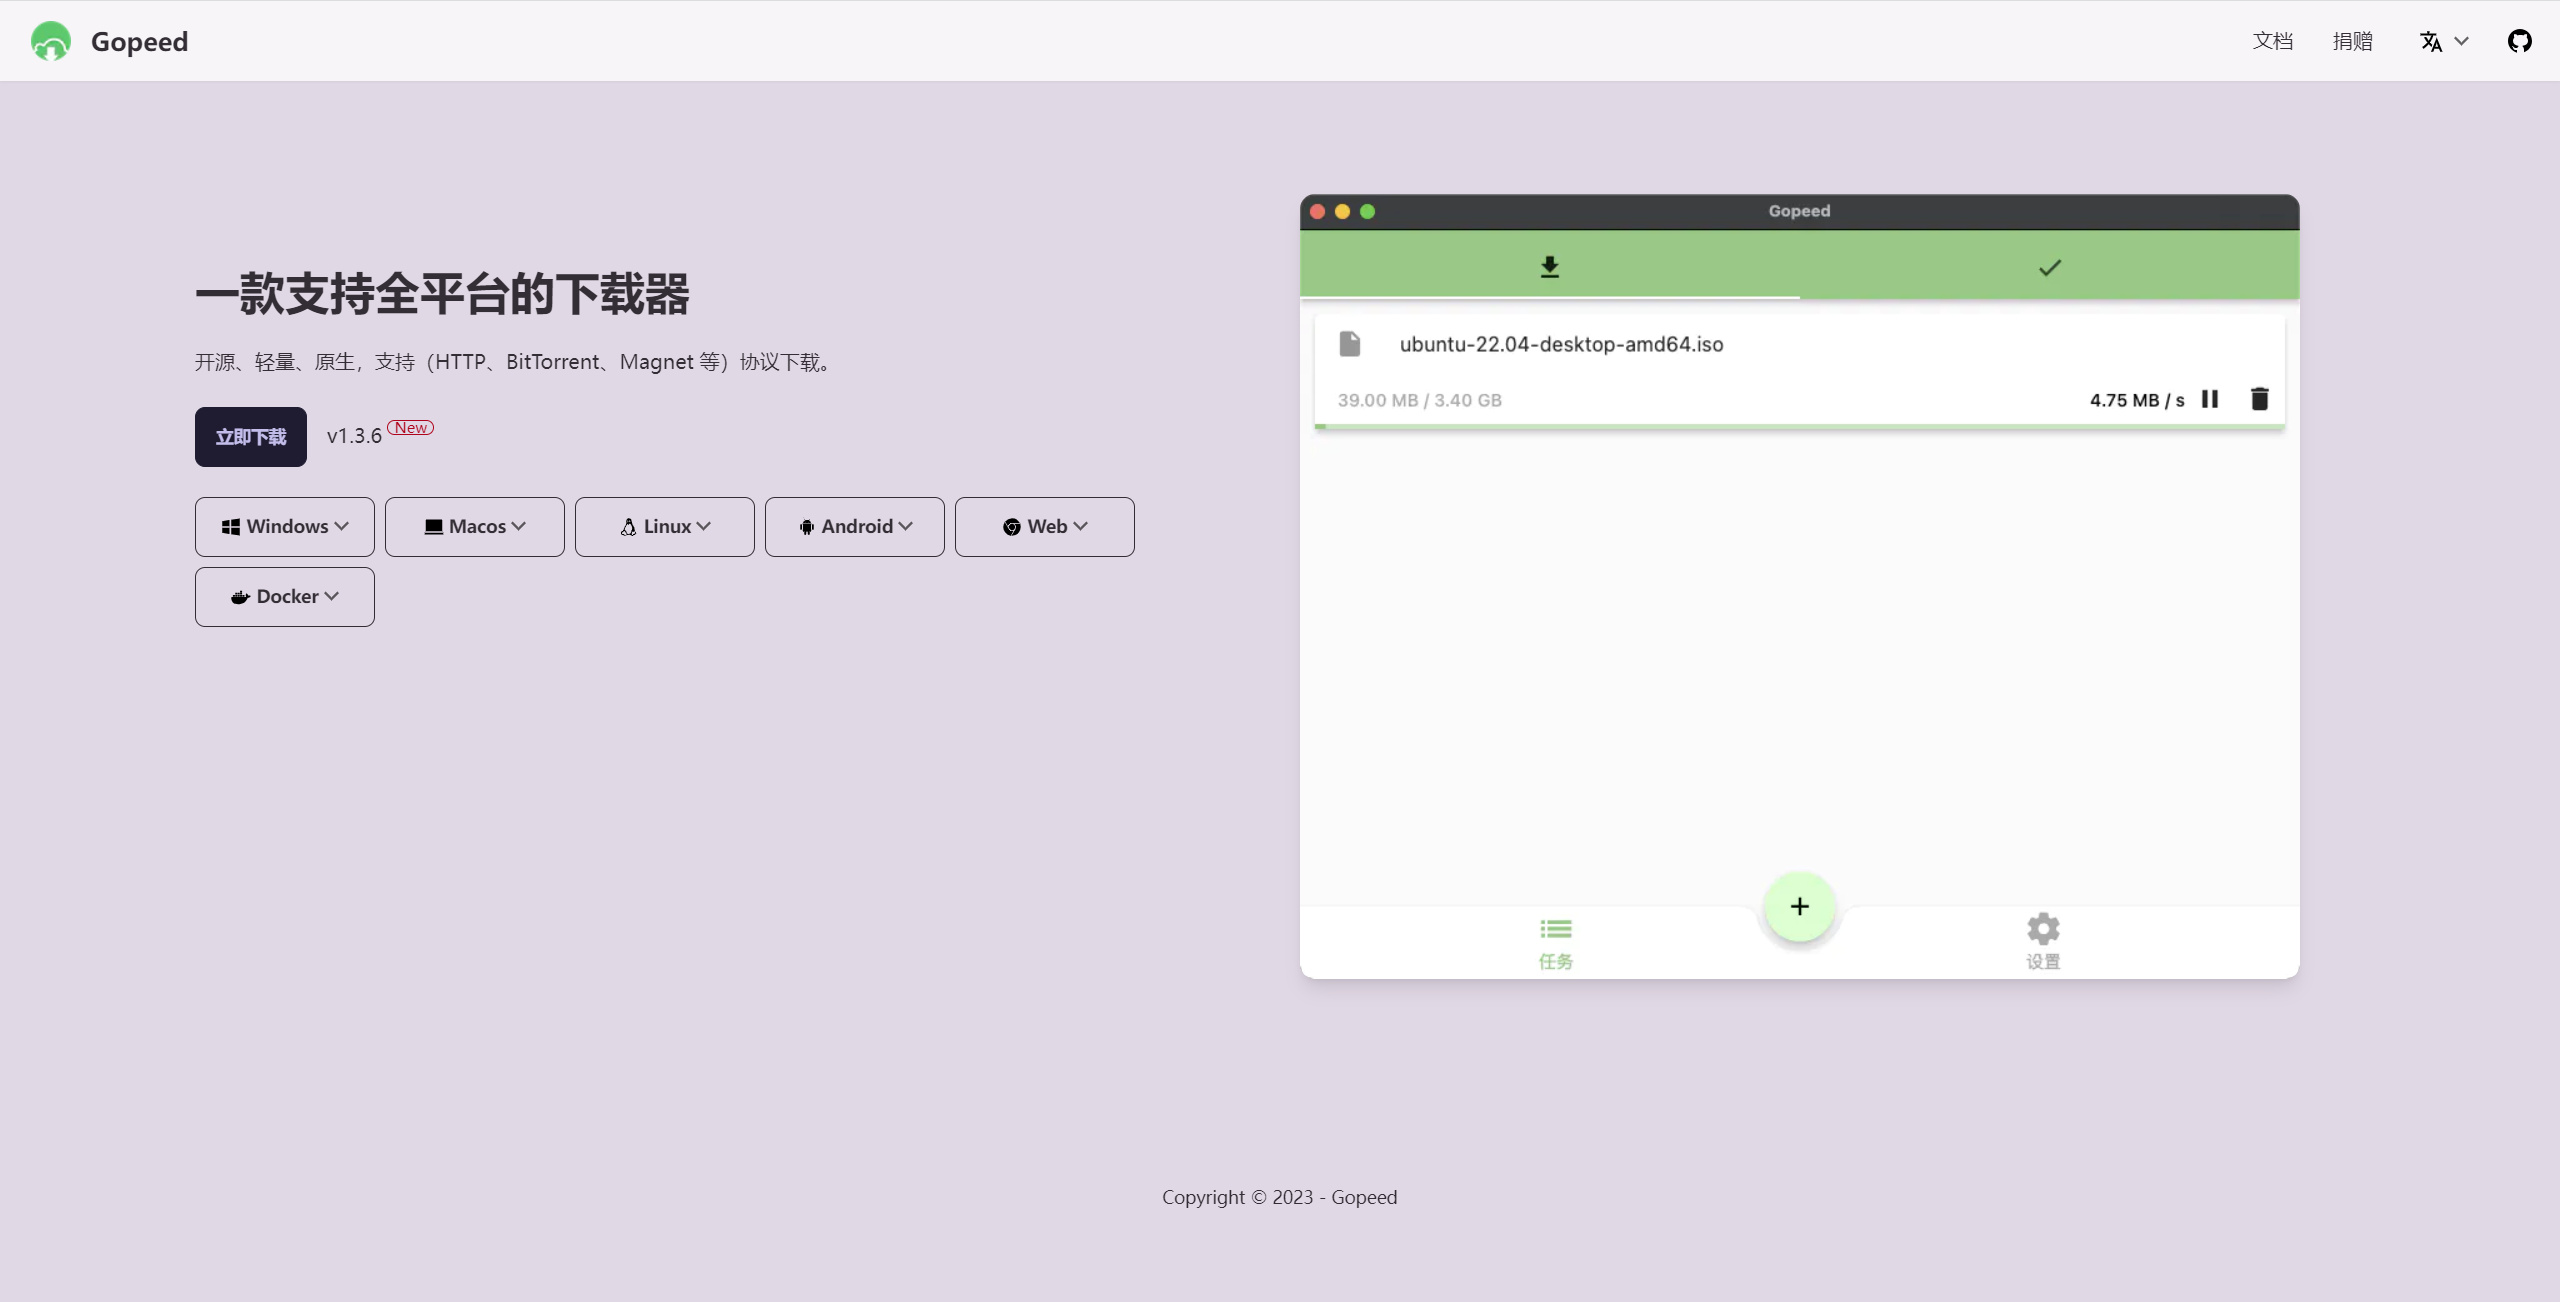 Gopeed
文档 捐赠
一款支持全平台的下载器
开源、轻量、原生，支持（HTTP、BitTorrent、Magnet 等）协议下载。
立即下载 v1.3.6 New
Windows Macos Linux Android Web
Docker
Gopeed
ubuntu-22.04-desktop-amd64.iso
39.00 MB / 3.40 GB 4.75 MB / s
任务 设置
Copyright © 2023 - Gopeed